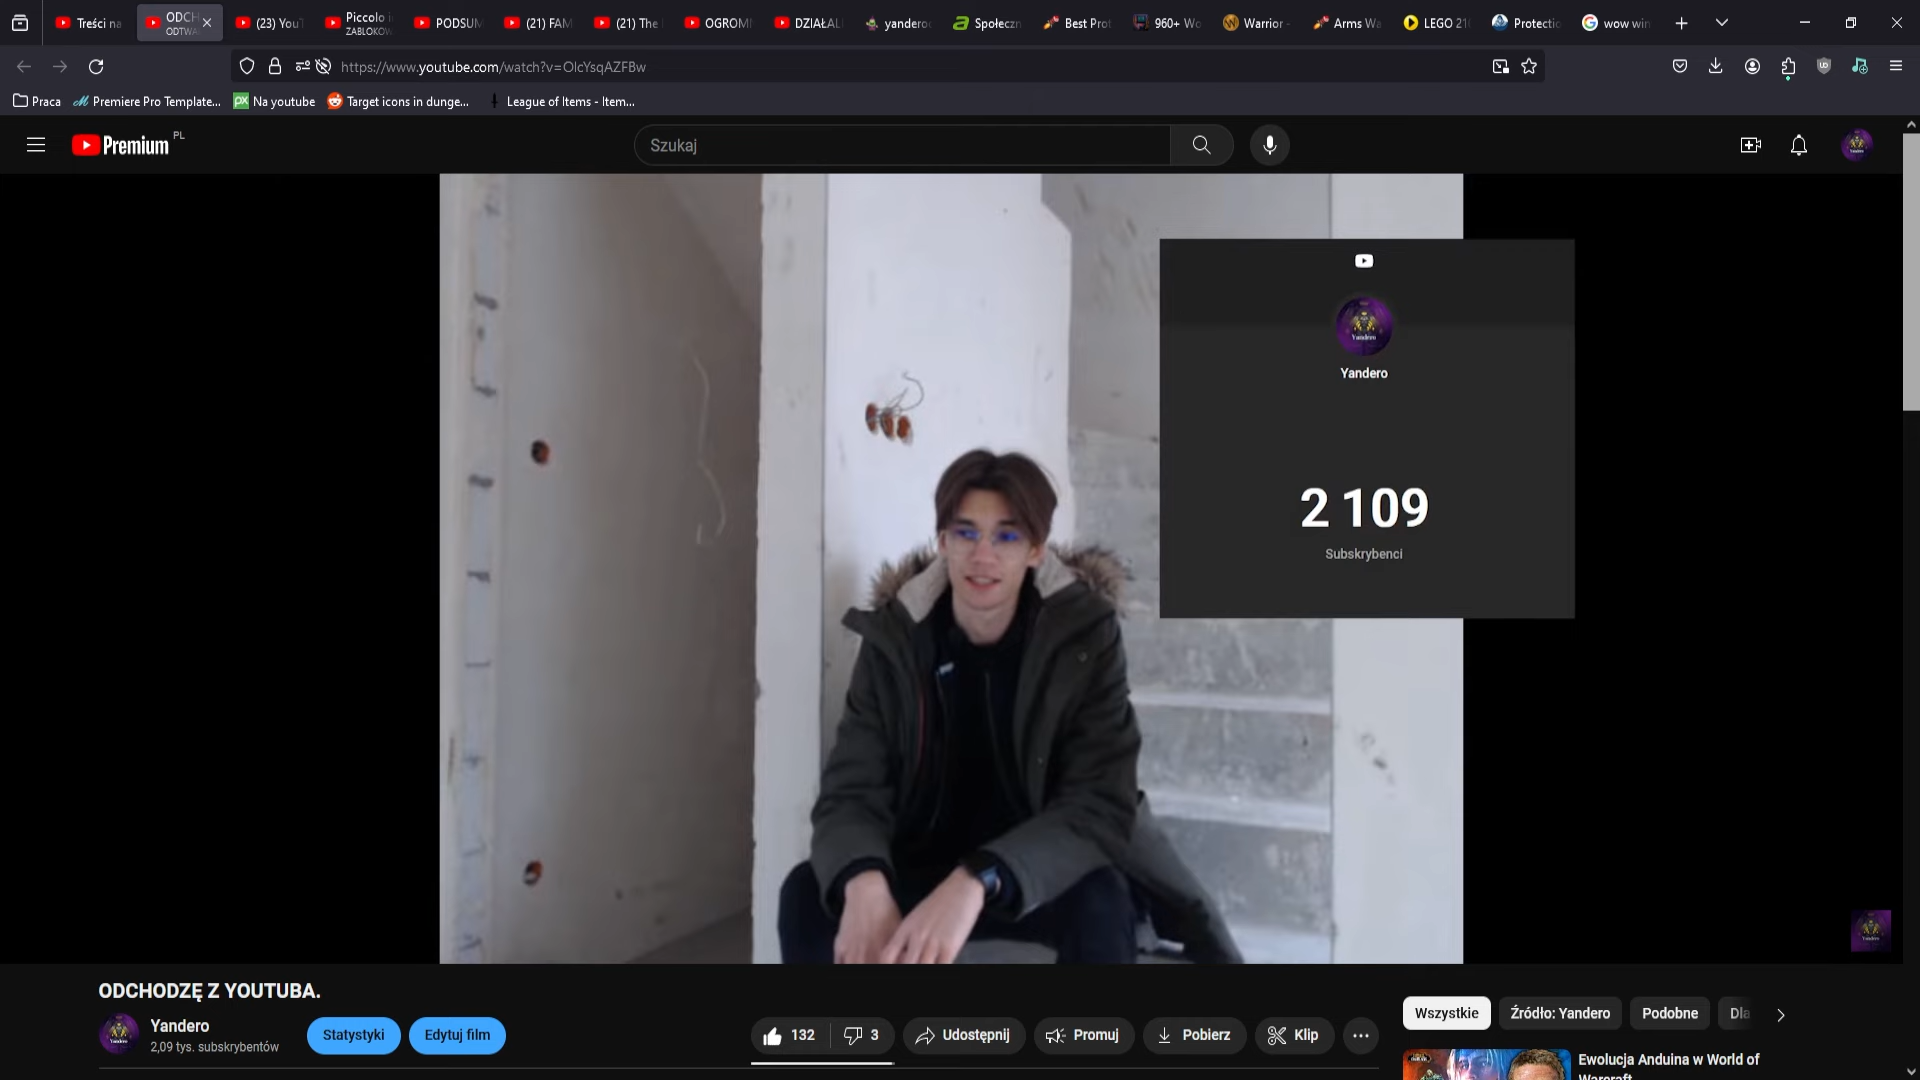 Treści na
ODCH
ODTWA
(23) YouT
Piccolo i
ZABLOKOW
PODSUM
(21) FAM
(21) The
OGROM
DZIAŁAL
yandero
Społeczn
Best Prot
960+ Wo
Warrior -
Arms Wa
LEGO 21
Protectio
wow win
https://www.youtube.com/watch?v=OlcYsqAZFBw
Praca
Premiere Pro Template...
Na youtube
Target icons in dunge...
League of Items - Item...
Premium PL
Szukaj
Yandero
2 109
Subskrybenci
ODCHODZĘ Z YOUTUBA.
Yandero
2,09 tys. subskrybentów
Statystyki
Edytuj film
132
3
Udostępnij
Promuj
Pobierz
Klip
Wszystkie
Źródło: Yandero
Podobne
Dla
Ewolucja Anduina w World of
Warcraft